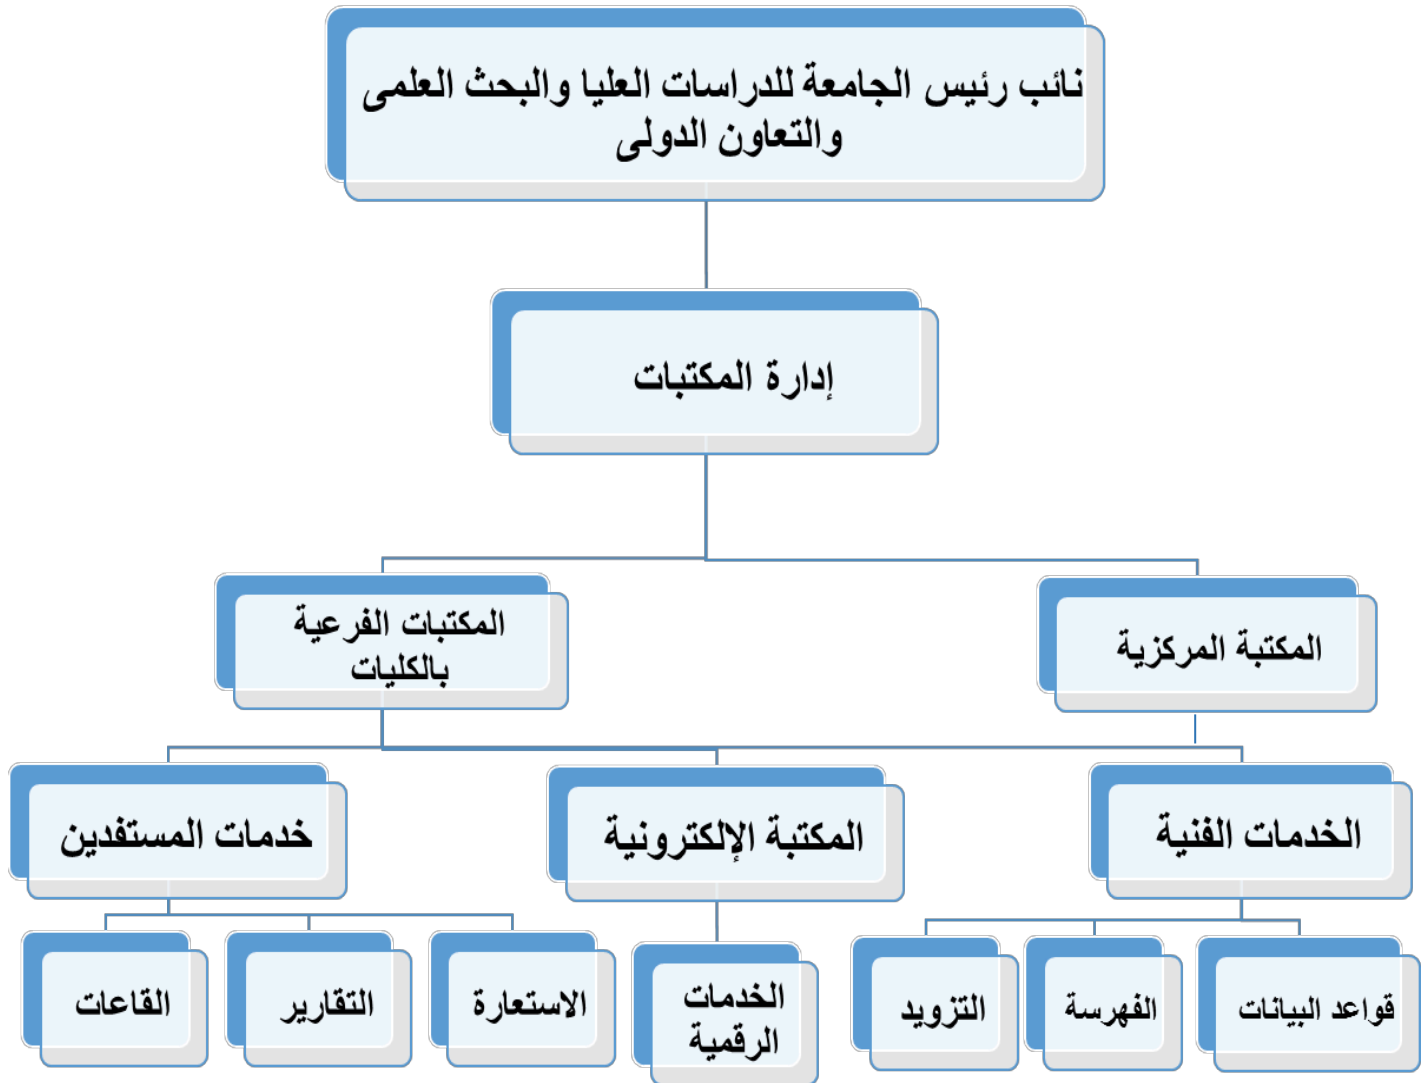 نائب رئيس الجامعة للدراسات العليا والبحث العلمى
والتعاون الدولى
إدارة المكتبات
المكتبة المركزية
المكتبات الفرعية
بالكليات
الخدمات الفنية
المكتبة الإلكترونية
خدمات المستفدين
قواعد البيانات
الفهرسة
التزويد
الخدمات
الرقمية
الاستعارة
التقارير
القاعات